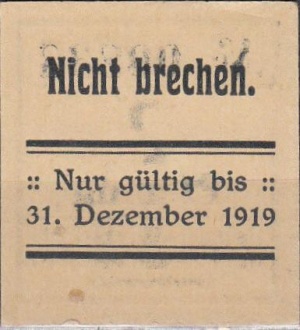 Nicht brechen.
:: Nur gültig bis ::
31. Dezember 1919